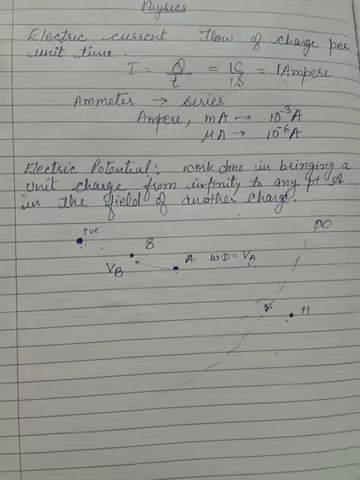 Physics
Electric current - Flow of charge per
unit time.
I = Q/t = 1C/1S = 1 Ampere
Ammeter → series
Ampere, mA → 10⁻³A
μA → 10⁻⁶A
Electric Potential: Work done in bringing a
unit charge from infinity to any pt A
in the field of another charge.
∞
+ve
B
A W.D = VA
VB
+1